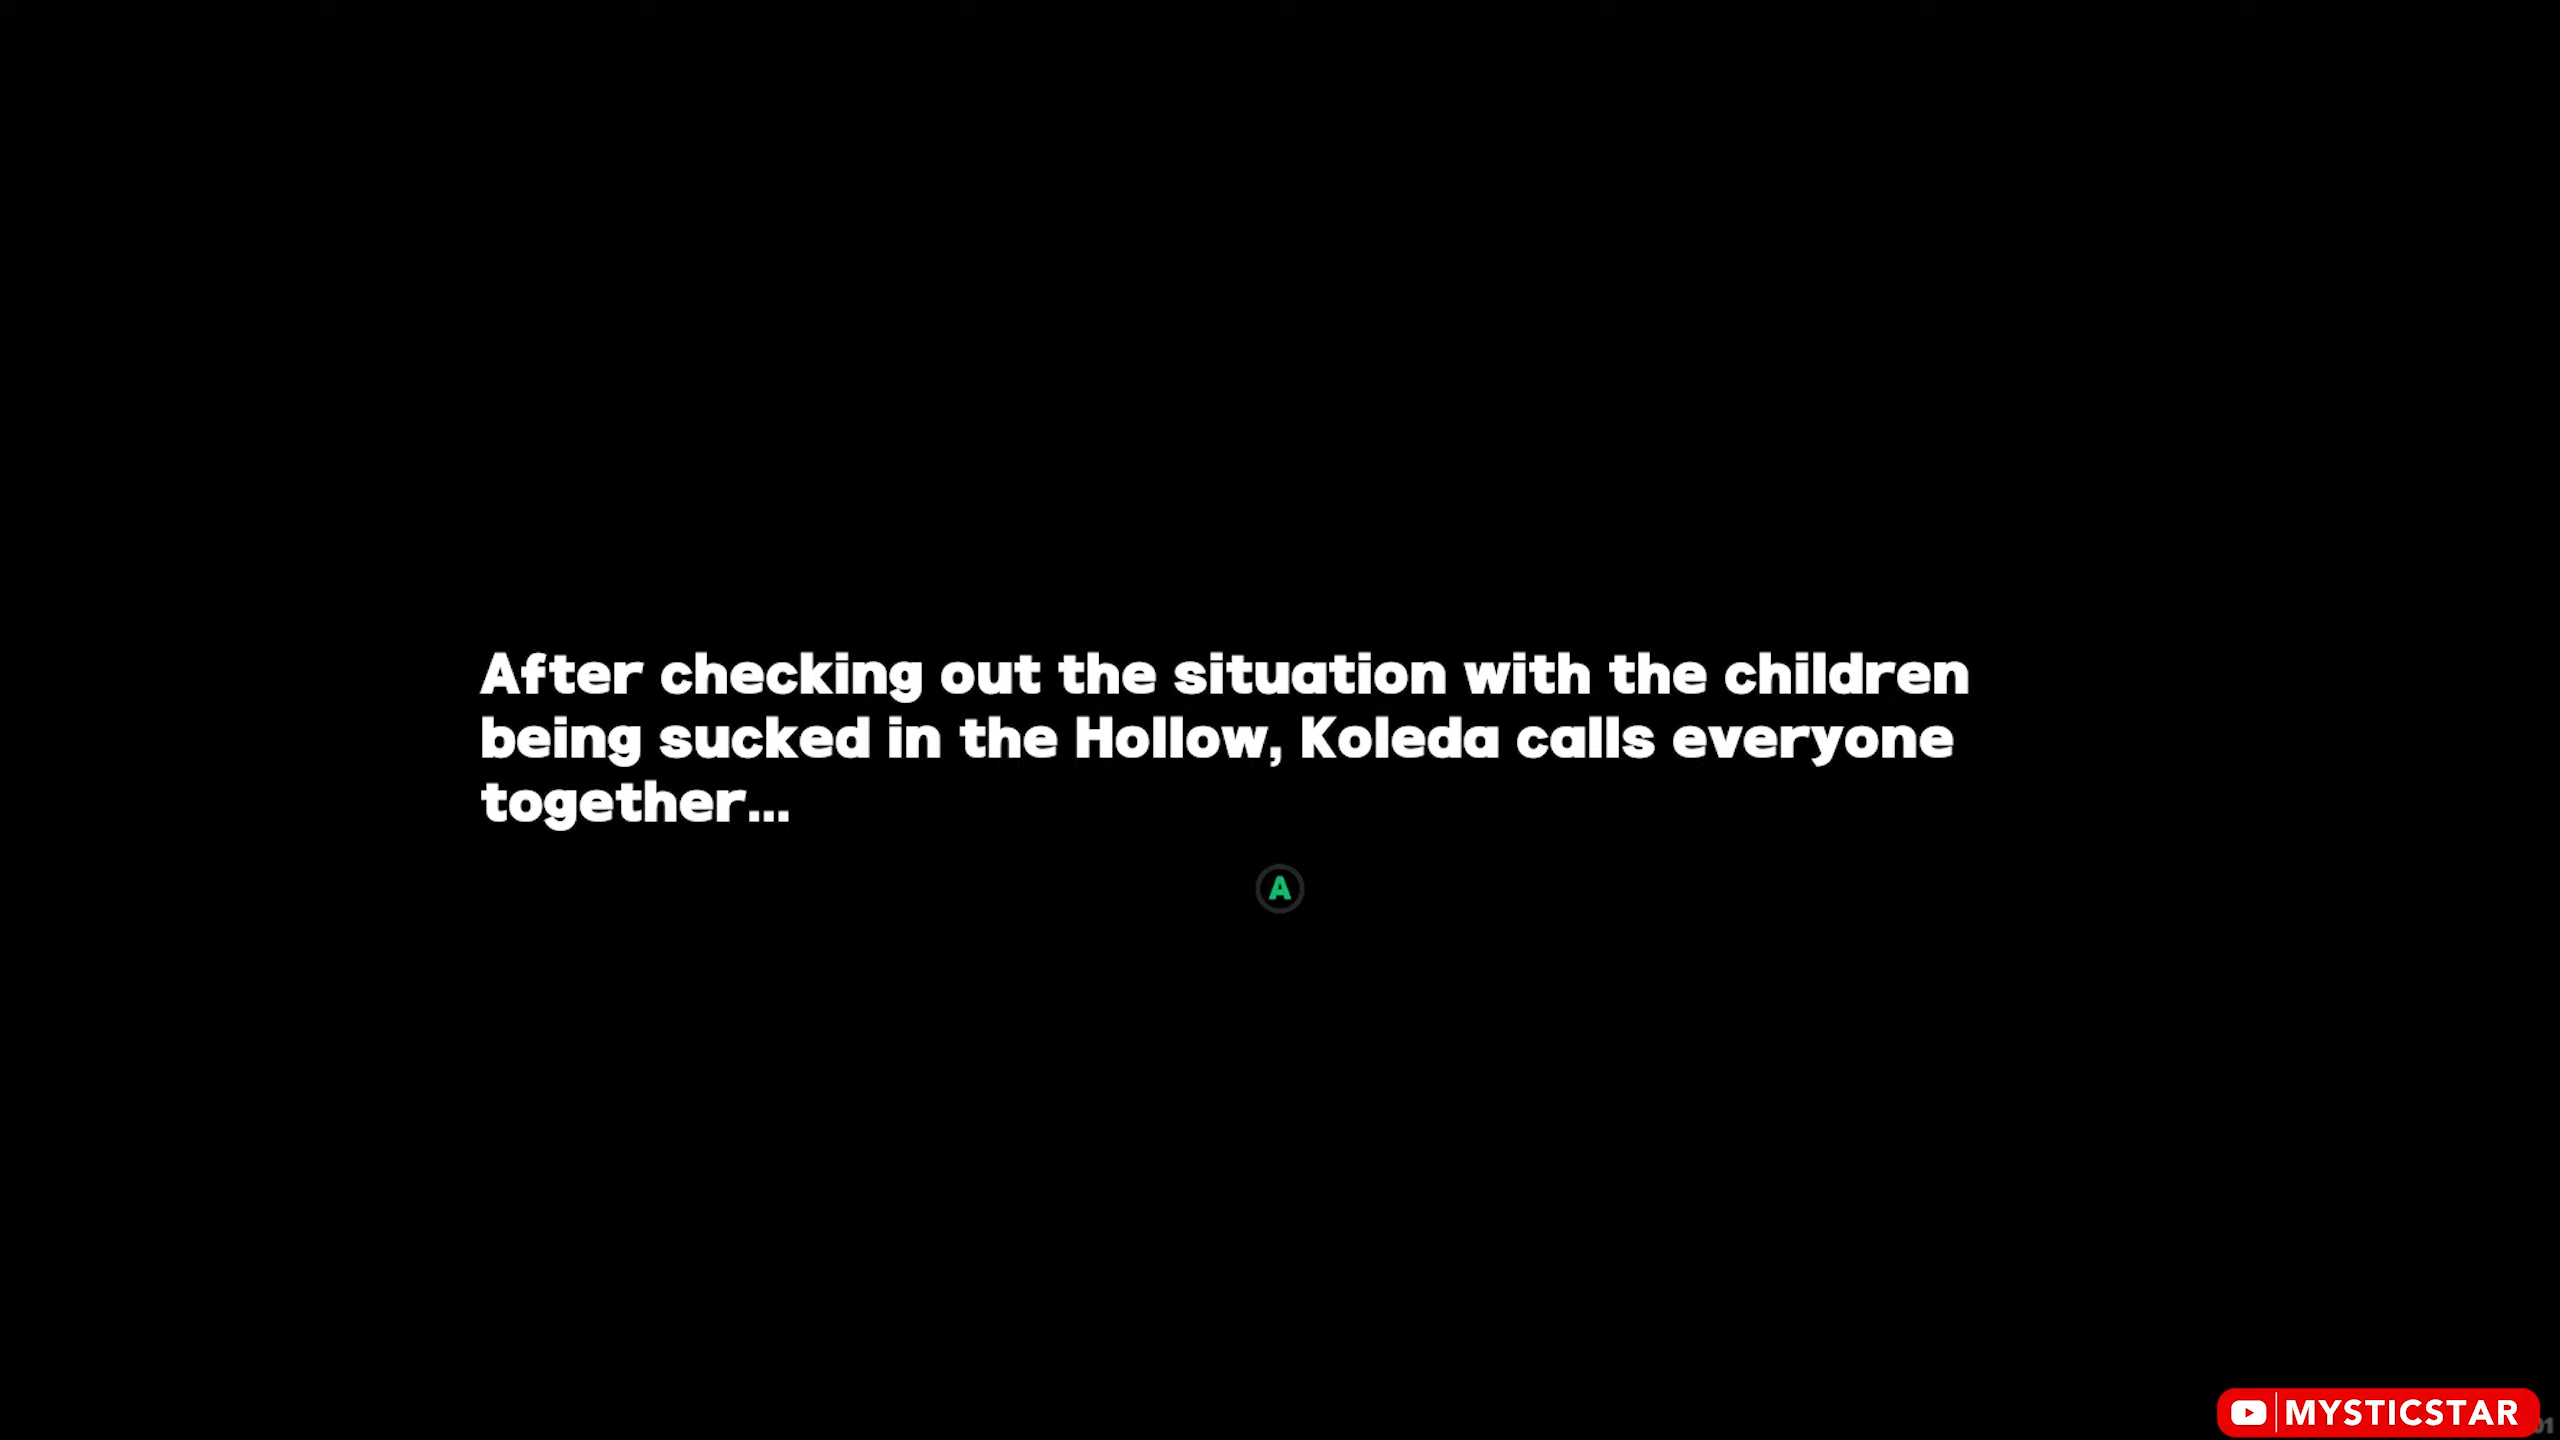 After checking out the situation with the children
being sucked in the Hollow, Koleda calls everyone
together...
A
MYSTICSTAR